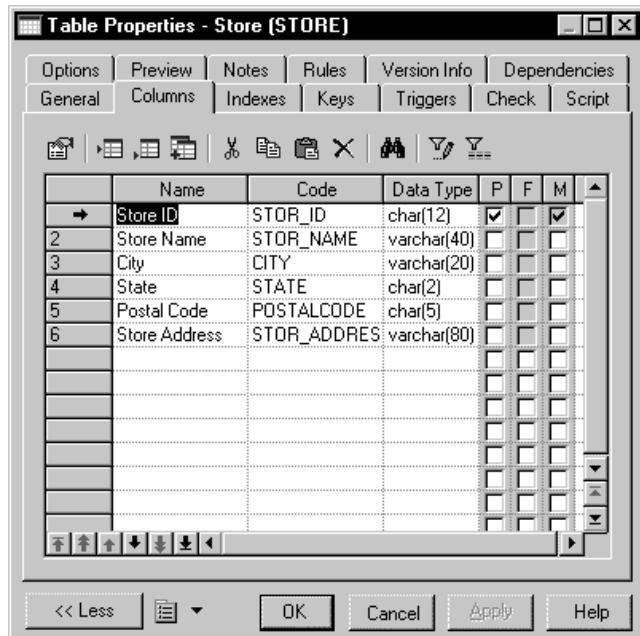 Table Properties - Store (STORE)
Options Preview Notes Rules Version Info Dependencies
General Columns Indexes Keys Triggers Check Script
Name Code Data Type P F M
Store ID STOR_ID char(12)
2 Store Name STOR_NAME varchar(40)
3 City CITY varchar(20)
4 State STATE char(2)
5 Postal Code POSTALCODE char(5)
6 Store Address STOR_ADDRES varchar(80)
<< Less OK Cancel Apply Help